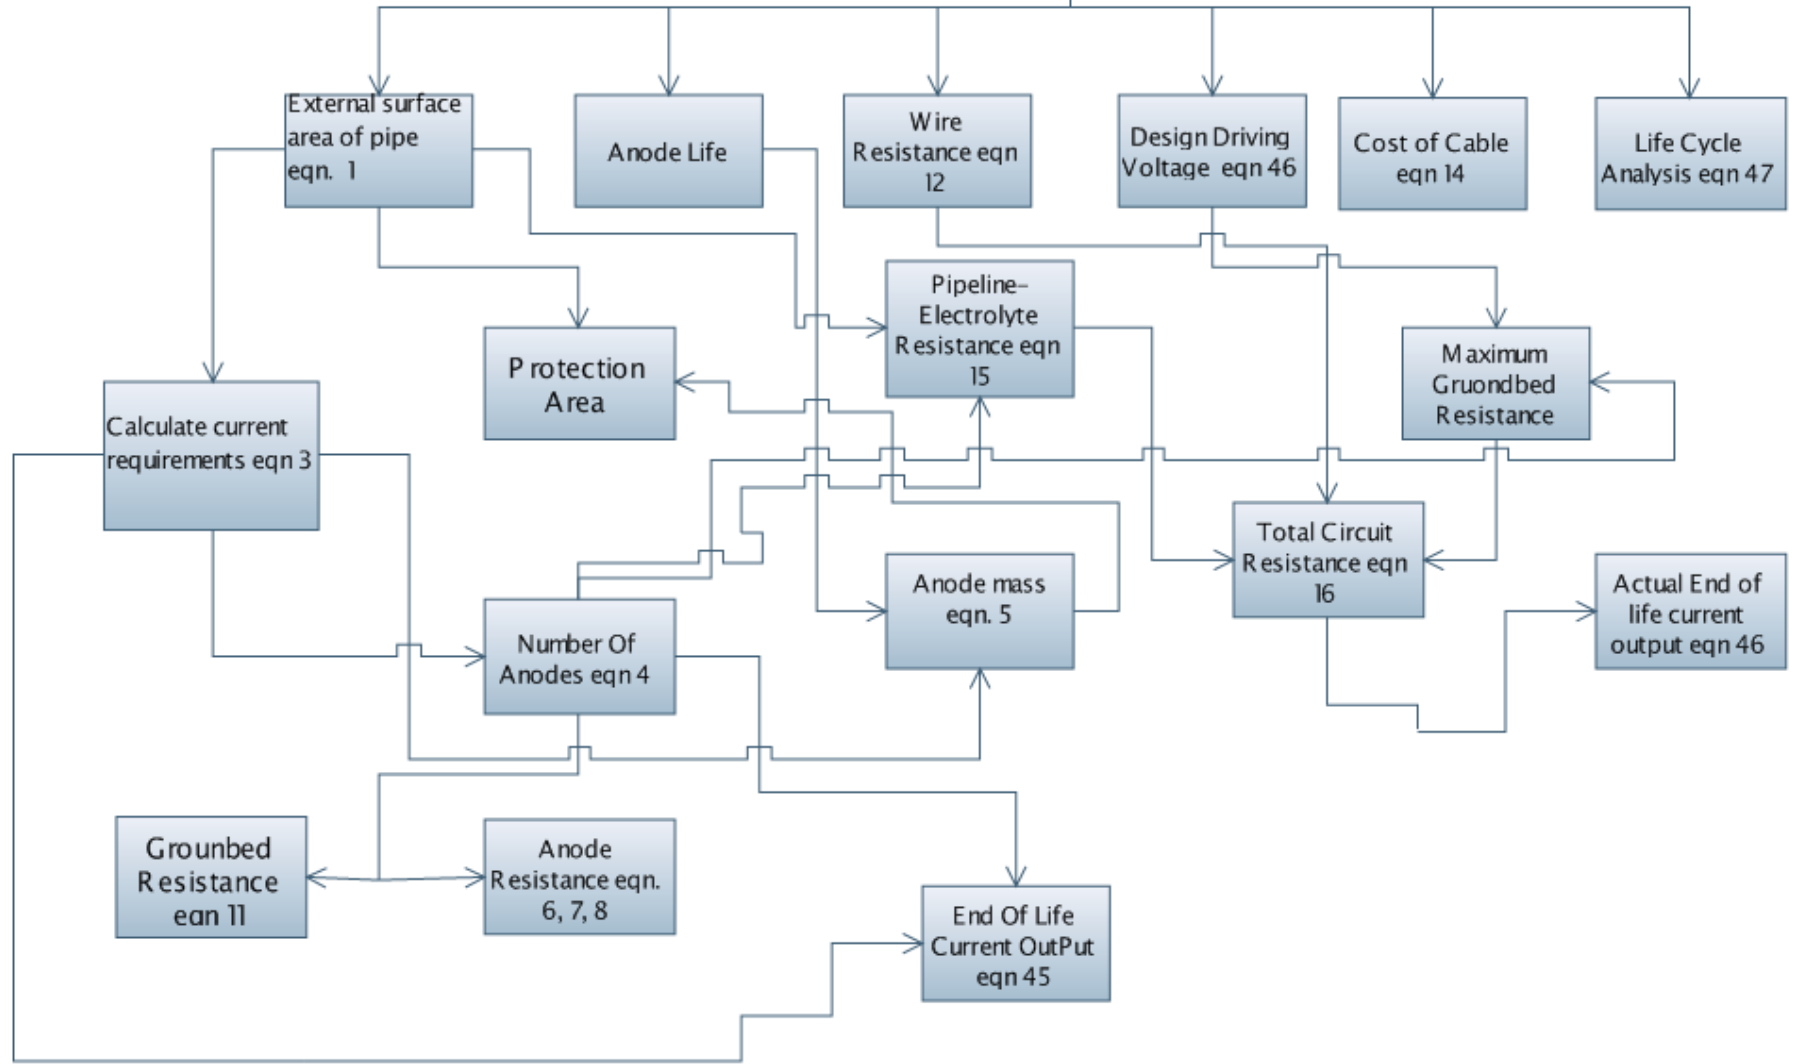 External surface
area of pipe
eqn.  1
Anode Life
Wire
Resistance eqn
12
Design Driving
Voltage  eqn 46
Cost of Cable
eqn 14
Life Cycle
Analysis eqn 47
Pipeline–
Electrolyte
Resistance eqn
15
Protection
Area
Maximum
Gruondbed
Resistance
Calculate current
requirements eqn 3
Total Circuit
Resistance eqn
16
Anode mass
eqn. 5
Actual End of
life current
output eqn 46
Number Of
Anodes eqn 4
Grounbed
Resistance
eqn 11
Anode
Resistance eqn.
6, 7, 8
End Of Life
Current OutPut
eqn 45